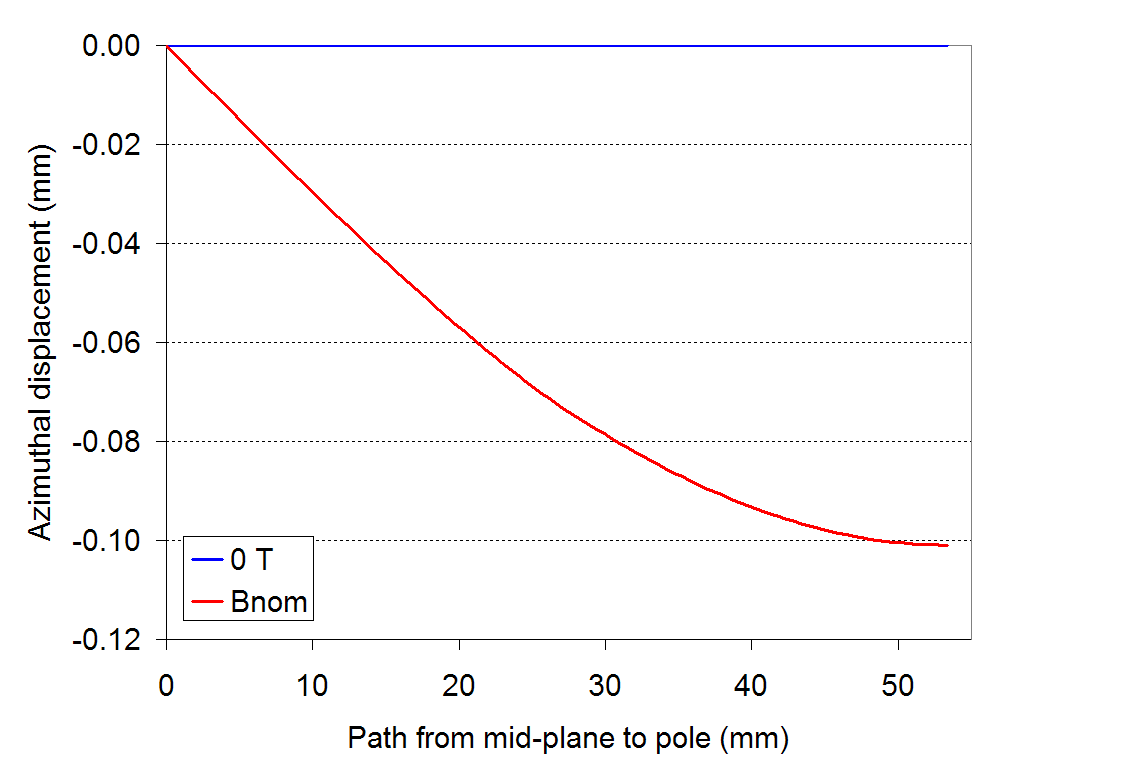 0.00
-0.02
-0.04
-0.06
-0.08
-0.10
-0.12
Azimuthal displacement (mm)
0 T
Bnom
0 10 20 30 40 50
Path from mid-plane to pole (mm)